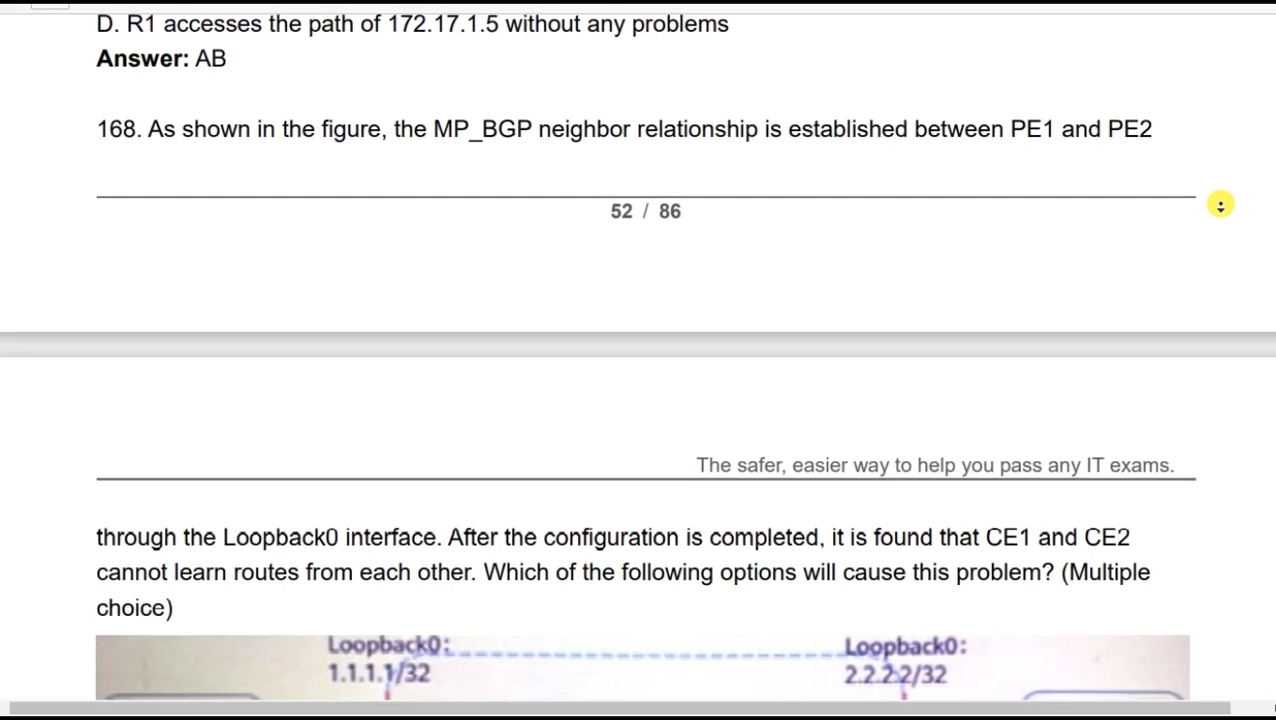 D. R1 accesses the path of 172.17.1.5 without any problems
Answer: AB
168. As shown in the figure, the MP_BGP neighbor relationship is established between PE1 and PE2
52 / 86
The safer, easier way to help you pass any IT exams.
through the Loopback0 interface. After the configuration is completed, it is found that CE1 and CE2
cannot learn routes from each other. Which of the following options will cause this problem? (Multiple
choice)
Loopback0: Loopback0:
1.1.1.1/32 2.2.2.2/32